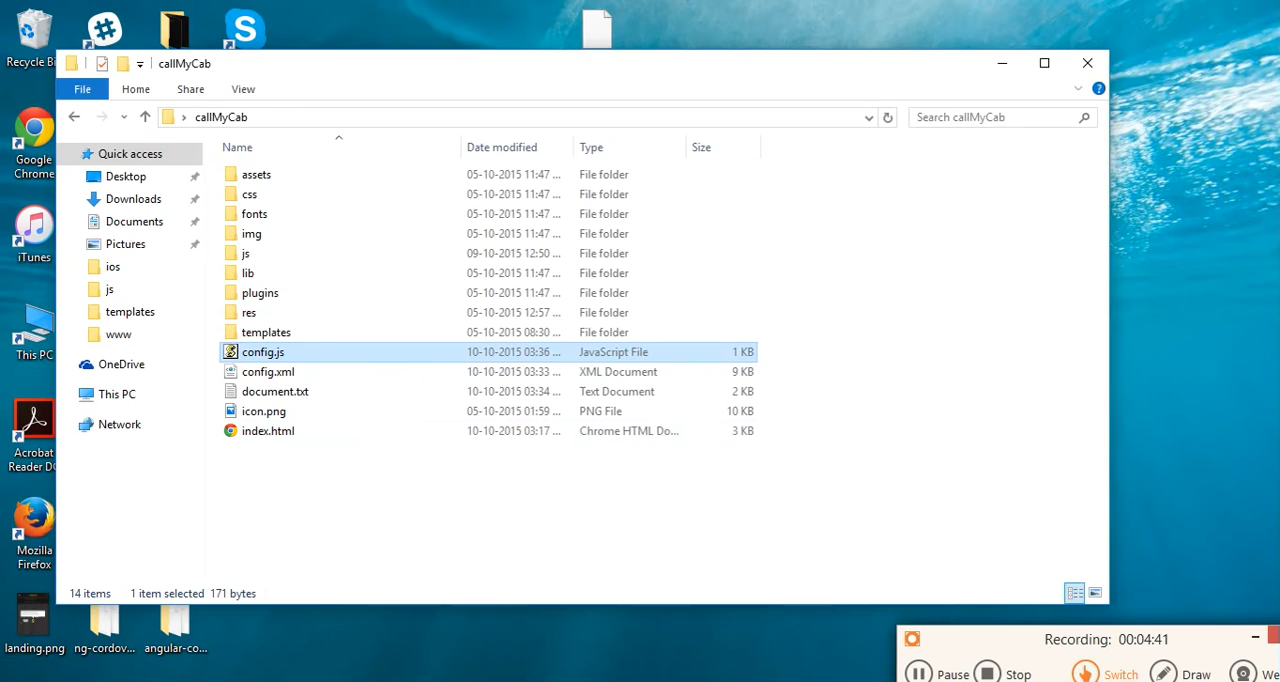 callMyCab
File Home Share View
callMyCab
Search callMyCab
Name Date modified Type Size
Quick access
Desktop
Downloads
Documents
Pictures
ios
js
templates
www
OneDrive
This PC
Network
assets 05-10-2015 11:47 ... File folder
css 05-10-2015 11:47 ... File folder
fonts 05-10-2015 11:47 ... File folder
img 05-10-2015 11:47 ... File folder
js 09-10-2015 12:50 ... File folder
lib 05-10-2015 11:47 ... File folder
plugins 05-10-2015 11:47 ... File folder
res 05-10-2015 12:57 ... File folder
templates 05-10-2015 08:30 ... File folder
config.js 10-10-2015 03:36 ... JavaScript File 1 KB
config.xml 10-10-2015 03:33 ... XML Document 9 KB
document.txt 10-10-2015 03:34 ... Text Document 2 KB
icon.png 05-10-2015 01:59 ... PNG File 10 KB
index.html 10-10-2015 03:17 ... Chrome HTML Do... 3 KB
14 items 1 item selected 171 bytes
Recycle Bi
Google
Chrome
iTunes
This PC
Acrobat
Reader D
Mozilla
Firefox
landing.png ng-cordov... angular-co...
Recording: 00:04:41
Pause Stop Switch Draw We